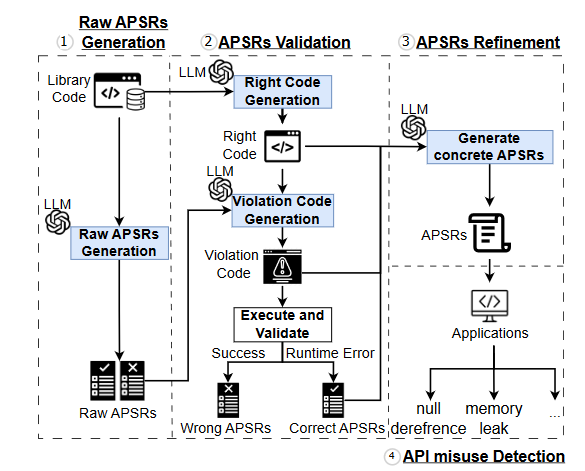 Raw APSRs
1 Generation
2 APSRs Validation
3 APSRs Refinement
Library
Code
LLM
Right Code
Generation
LLM
Generate
concrete APSRs
Right
Code
LLM
Raw APSRs
Generation
LLM
Violation Code
Generation
APSRs
Violation
Code
Execute and
Validate
Applications
Success
Runtime Error
Raw APSRs
Wrong APSRs
Correct APSRs
null
derefrence
memory
leak
...
4 API misuse Detection